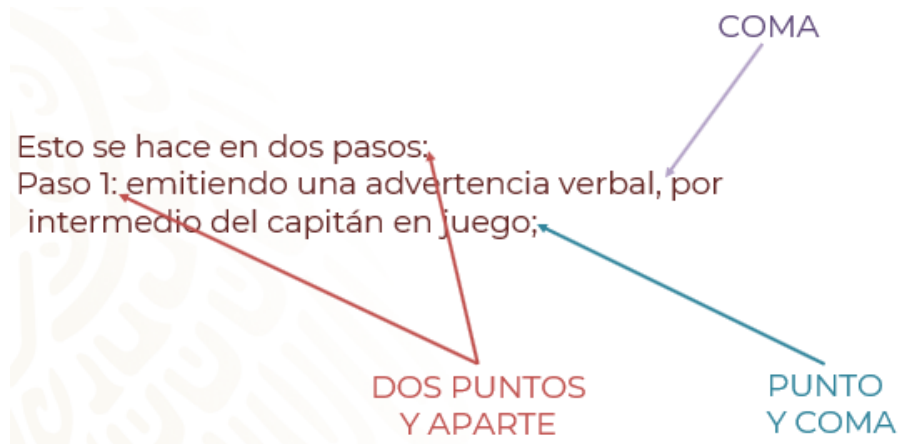 COMA
Esto se hace en dos pasos:
Paso 1: emitiendo una advertencia verbal, por
intermedio del capitán en juego;
DOS PUNTOS
Y APARTE
PUNTO
Y COMA